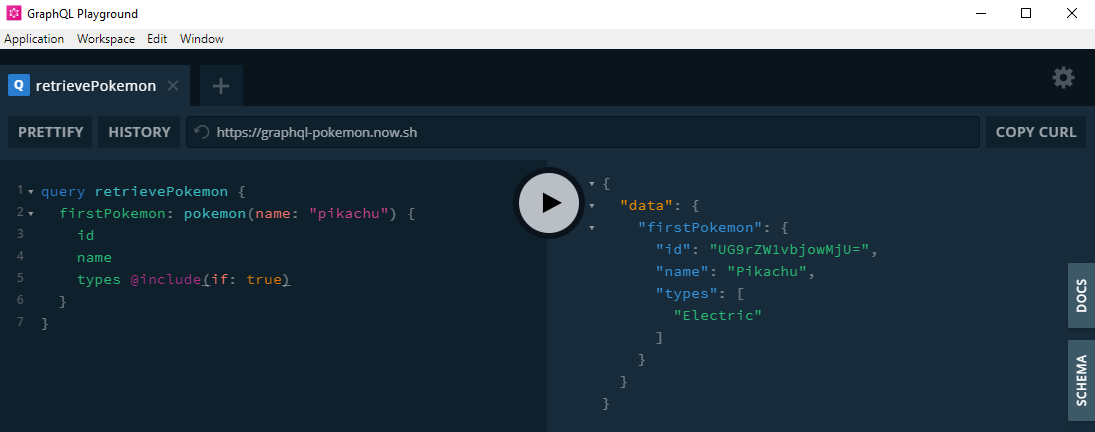 GraphQL Playground
Application Workspace Edit Window
Q retrievePokemon
PRETTIFY HISTORY https://graphql-pokemon.now.sh COPY CURL
1 query retrievePokemon {
2 firstPokemon: pokemon(name: "pikachu") {
3 id
4 name
5 types @include(if: true)
6 }
7 }
{
"data": {
"firstPokemon": {
"id": "UG9rZW1vbjowMjU=",
"name": "Pikachu",
"types": [
"Electric"
]
}
}
}
DOCS
SCHEMA